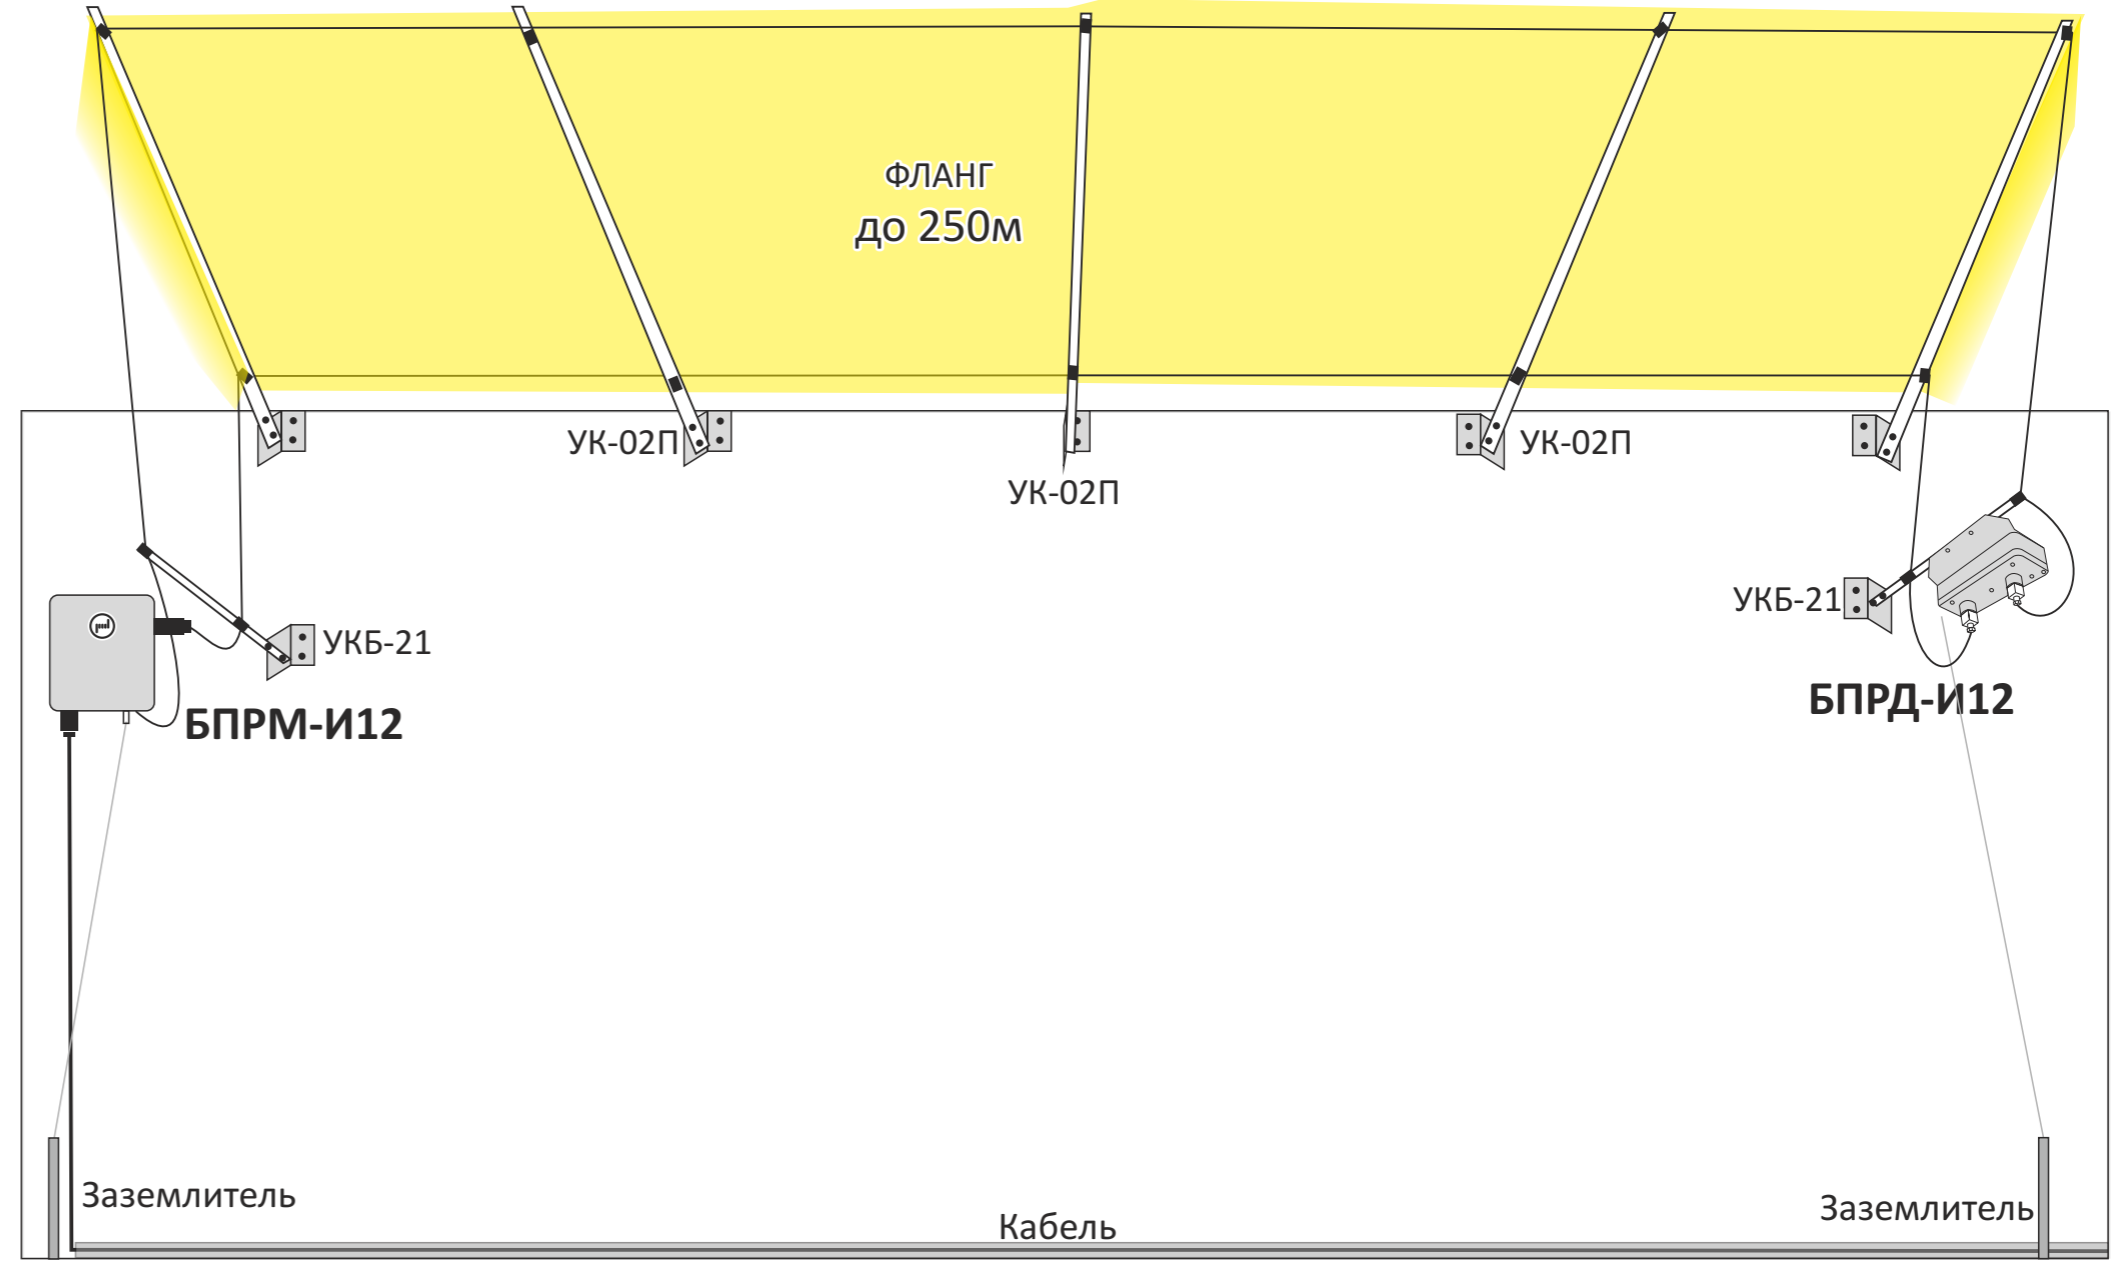 ФЛАНГ
до 250м
УК-02П
УК-02П
УК-02П
УКБ-21
УКБ-21
БПРМ-И12
БПРД-И12
Заземлитель
Заземлитель
Кабель